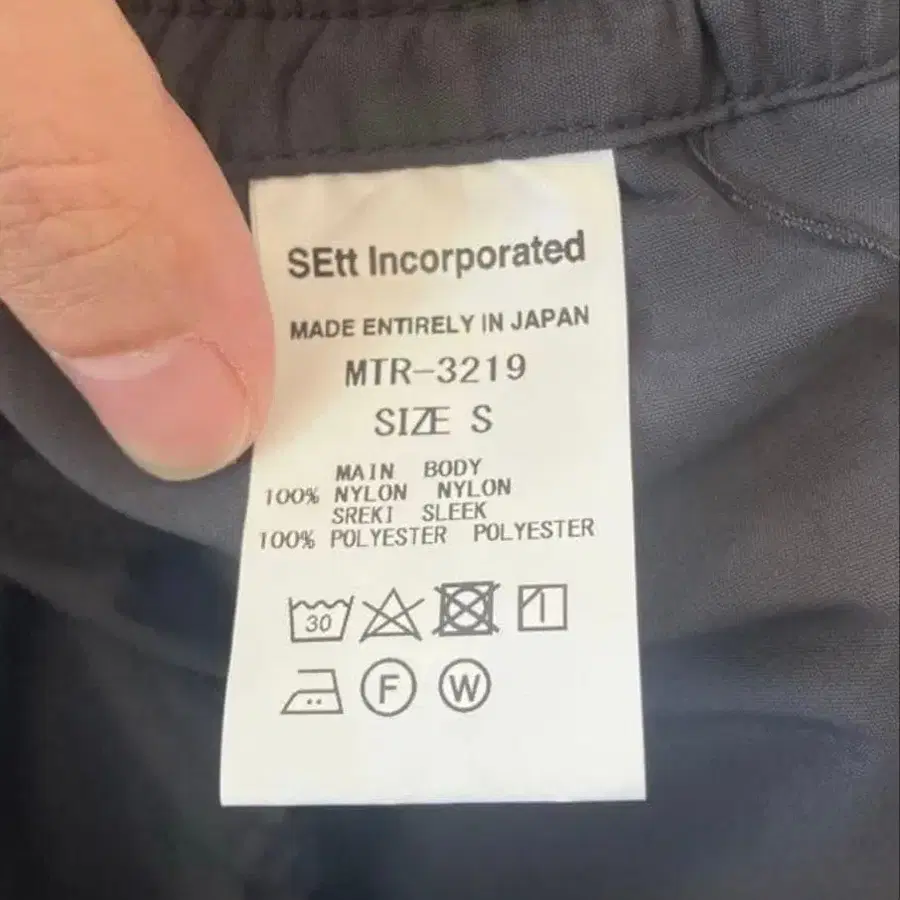 SEtt Incorporated
MADE ENTIRELY IN JAPAN
MTR-3219
SIZE S
MAIN BODY
100% NYLON NYLON
SREKI SLEEK
100% POLYESTER POLYESTER
30
F W